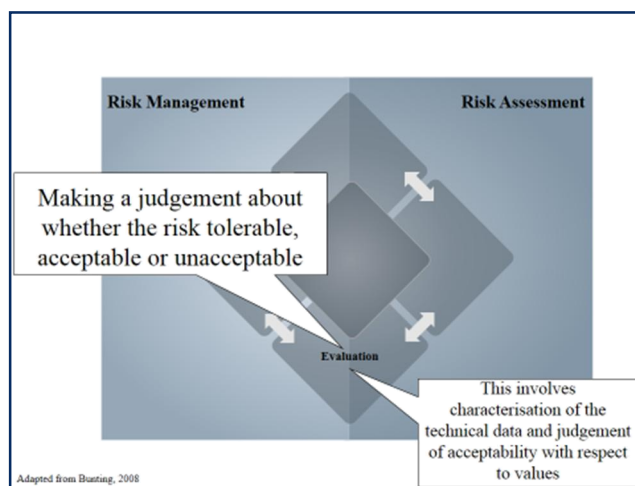 Risk Management
Risk Assessment
Making a judgement about
whether the risk tolerable,
acceptable or unacceptable
Evaluation
This involves
characterisation of the
technical data and judgement
of acceptability with respect
to values
Adapted from Bunting, 2008